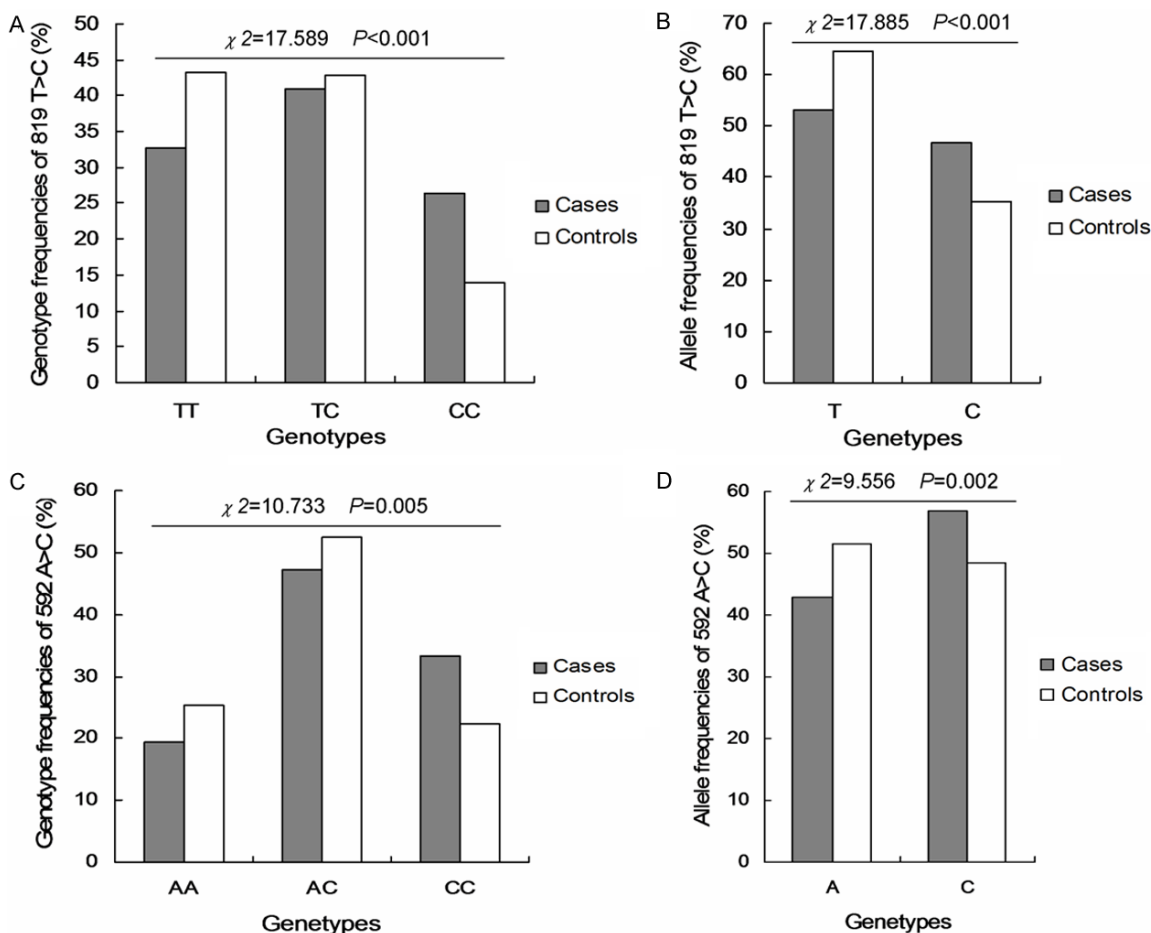 A
χ 2=17.589 P<0.001
Genotype frequencies of 819 T>C (%)
50
45
40
35
30
25
20
15
10
5
0
TT TC CC
Genotypes
Cases
Controls
B
χ 2=17.885 P<0.001
Allele frequencies of 819 T>C (%)
70
60
50
40
30
20
10
0
T C
Genetypes
Cases
Controls
C
χ 2=10.733 P=0.005
Genotype frequencies of 592 A>C (%)
60
50
40
30
20
10
0
AA AC CC
Genetypes
Cases
Controls
D
χ 2=9.556 P=0.002
Allele frequencies of 592 A>C (%)
60
50
40
30
20
10
0
A C
Genetypes
Cases
Controls